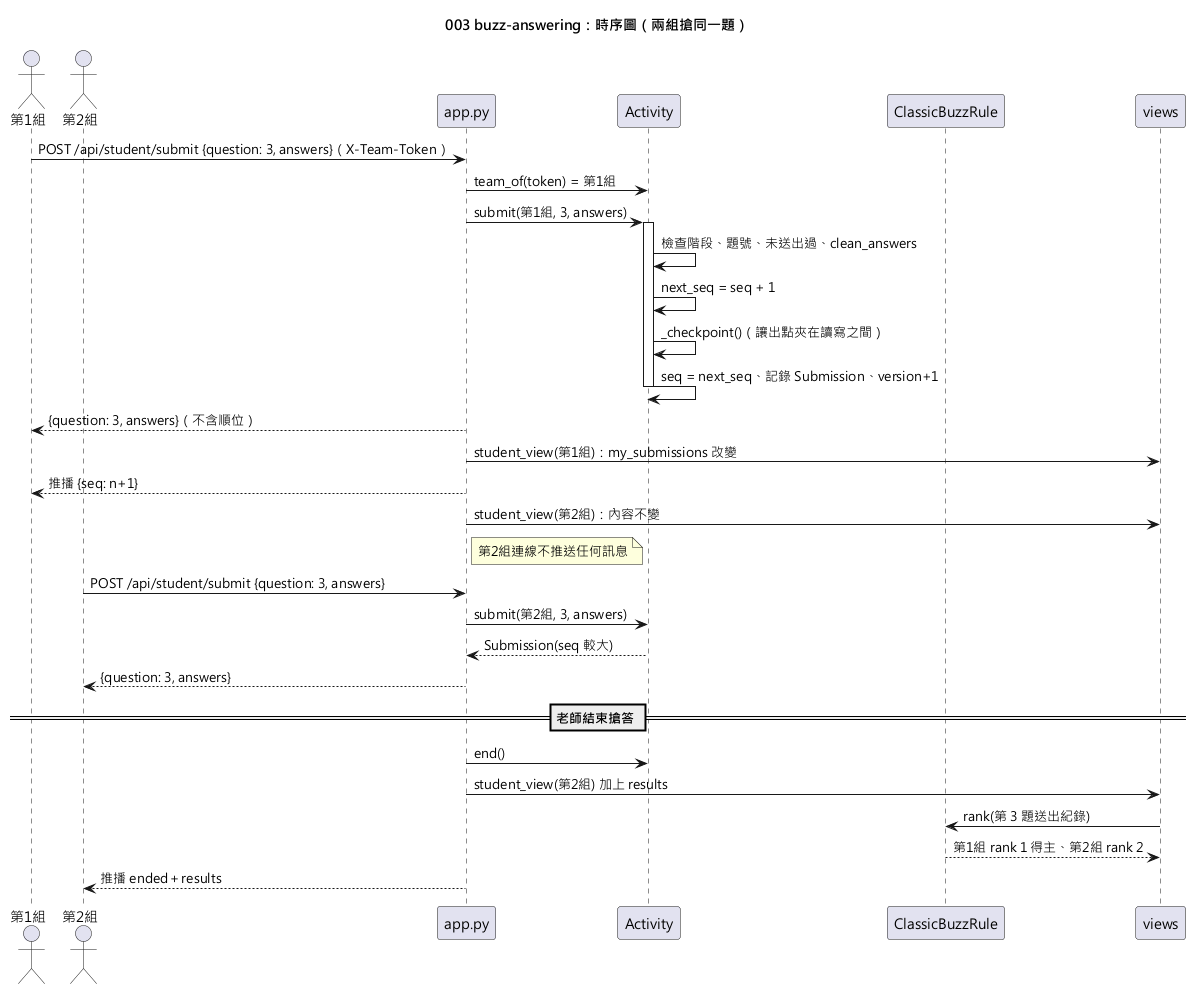 003 buzz-answering：時序圖（兩組搶同一題）
第1組
第2組
app.py
Activity
ClassicBuzzRule
views
POST /api/student/submit {question: 3, answers}（X-Team-Token）
team_of(token) = 第1組
submit(第1組, 3, answers)
檢查階段、題號、未送出過、clean_answers
next_seq = seq + 1
_checkpoint()（讓出點夾在讀寫之間）
seq = next_seq、記錄 Submission、version+1
{question: 3, answers}（不含順位）
student_view(第1組)：my_submissions 改變
推播 {seq: n+1}
student_view(第2組)：內容不變
第2組連線不推送任何訊息
POST /api/student/submit {question: 3, answers}
submit(第2組, 3, answers)
Submission(seq 較大)
{question: 3, answers}
老師結束搶答
end()
student_view(第2組) 加上 results
rank(第 3 題送出紀錄)
第1組 rank 1 得主、第2組 rank 2
推播 ended + results
第1組
第2組
app.py
Activity
ClassicBuzzRule
views